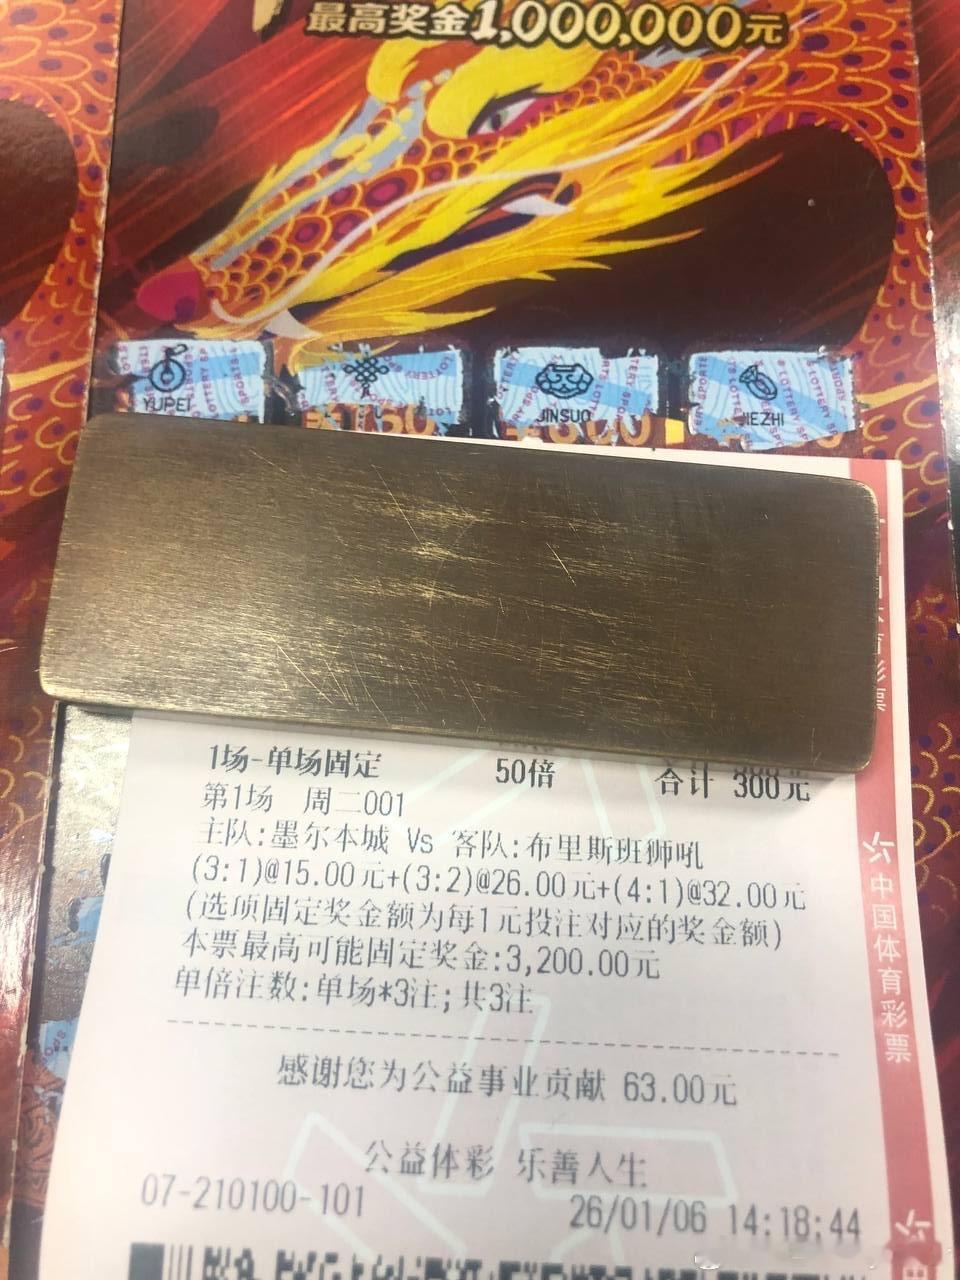 最高奖金1,000,000元
YUPEI
JINSUO
JIEZHI
1场-单场固定 50倍 合计 300元
第1场 周二001
主队:墨尔本城 Vs 客队:布里斯班狮吼
(3:1)@15.00元+(3:2)@26.00元+(4:1)@32.00元
(选项固定奖金额为每1元投注对应的奖金额)
本票最高可能固定奖金:3,200.00元
单倍注数:单场*3注;共3注
感谢您为公益事业贡献 63.00元
公益体彩 乐善人生
07-210100-101 26/01/06 14:18:44
中国体育彩票